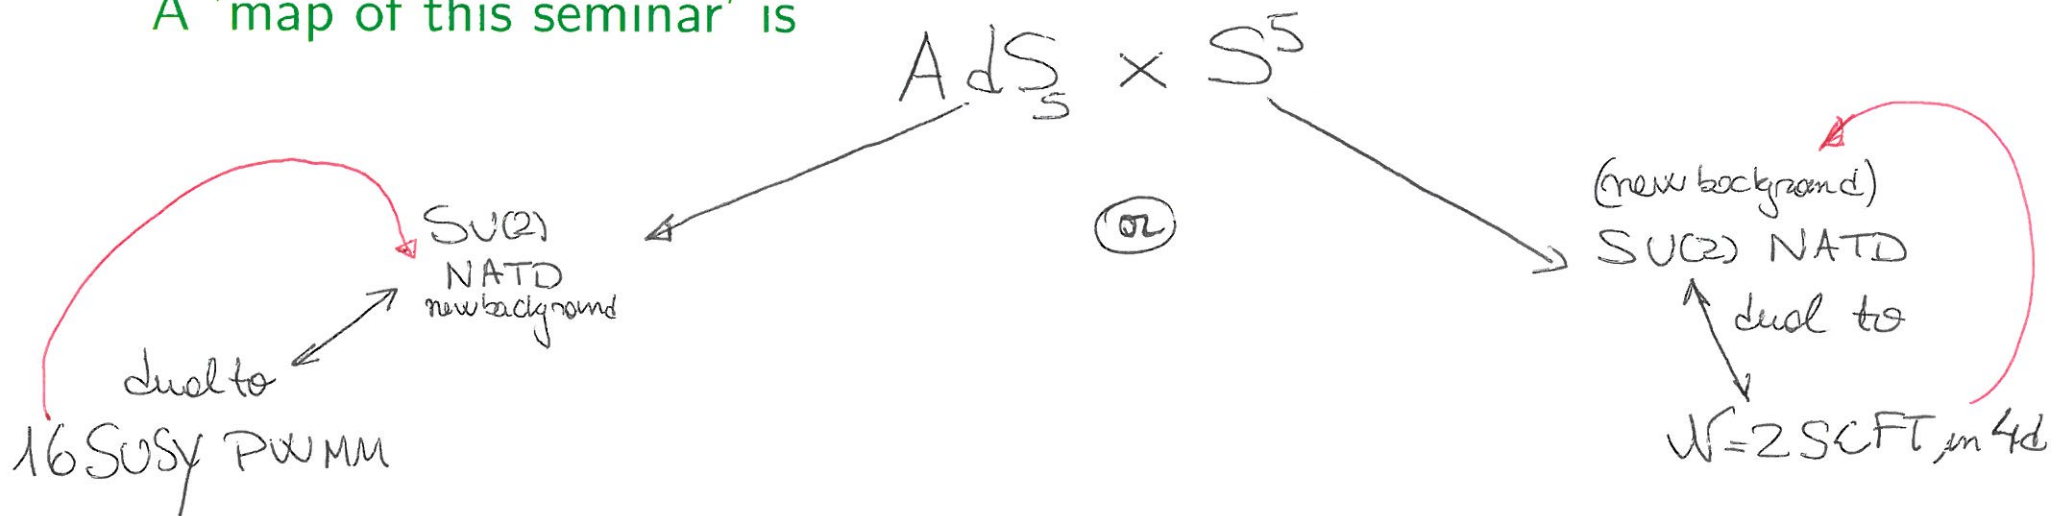 A 'map of this seminar' is
AdS₅ × S⁵
or
SU(2)
NATD
new background
dual to
16 SUSY PWMM
(new background)
SU(2) NATD
dual to
N=2 SCFT, in 4d